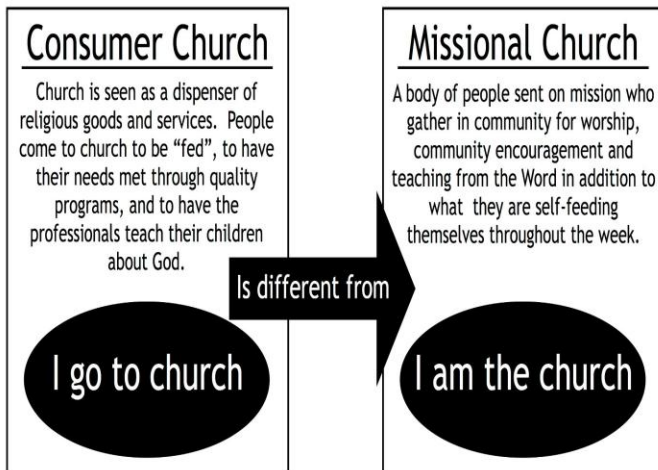 Consumer Church
Church is seen as a dispenser of
religious goods and services. People
come to church to be “fed”, to have
their needs met through quality
programs, and to have the
professionals teach their children
about God.
I go to church
Is different from
Missional Church
A body of people sent on mission who
gather in community for worship,
community encouragement and
teaching from the Word in addition to
what they are self-feeding
themselves throughout the week.
I am the church